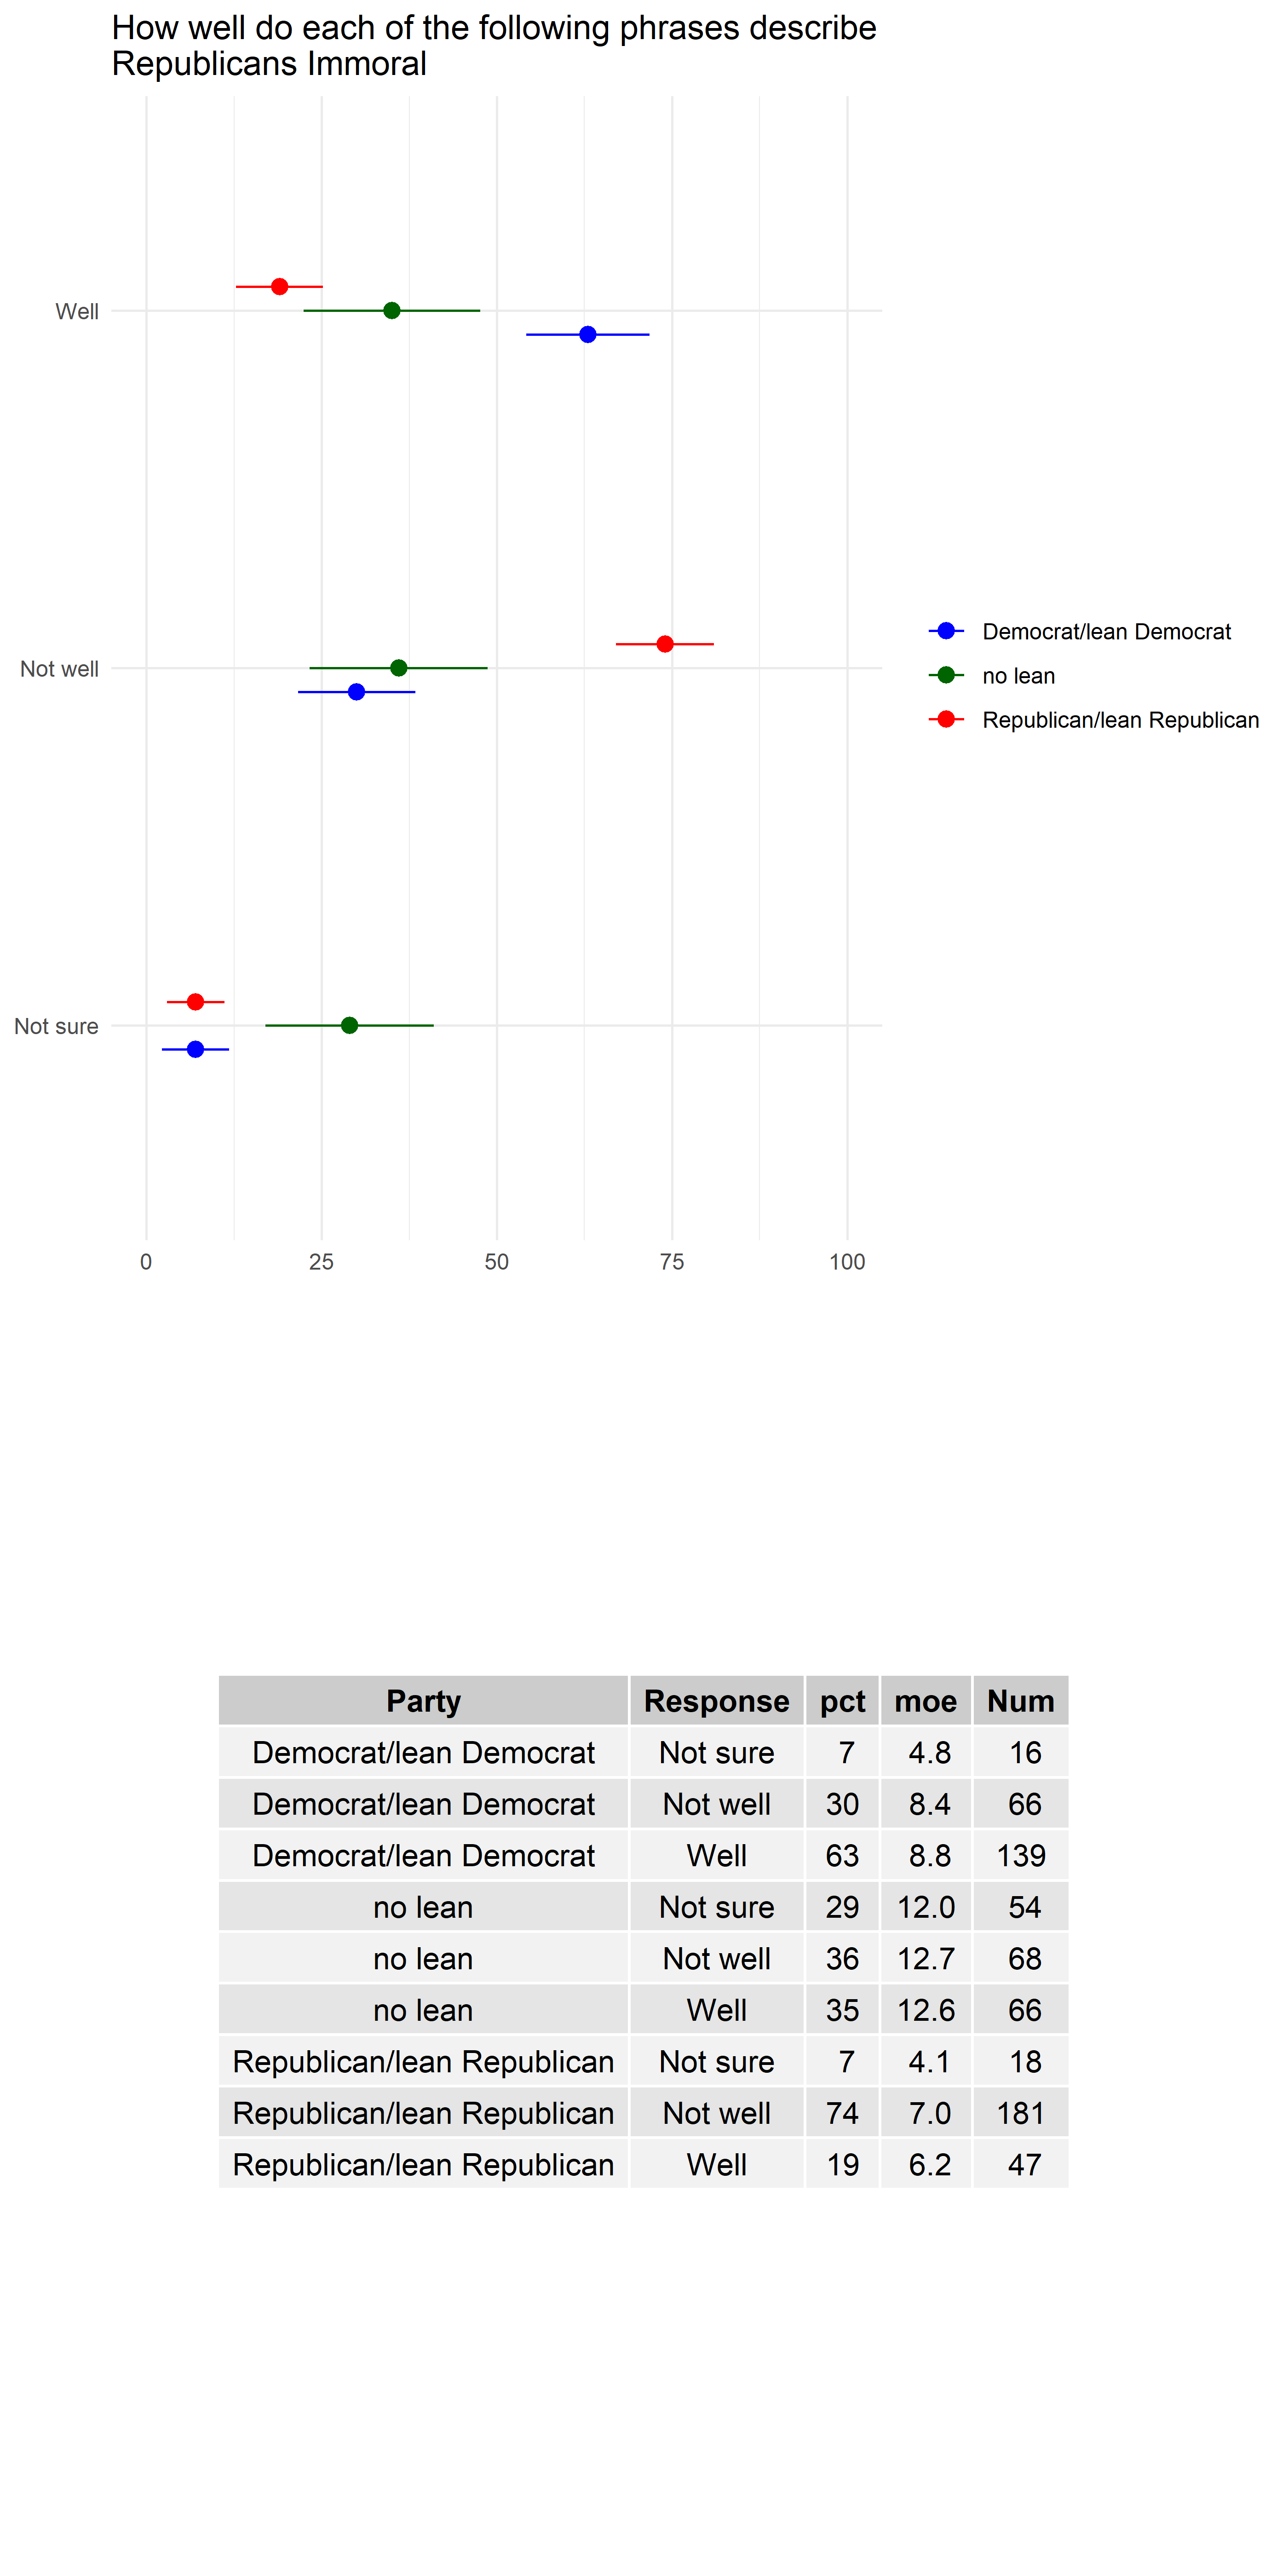 How well do each of the following phrases describe
Republicans Immoral
Well
Not well
Not sure
0 25 50 75 100
Democrat/lean Democrat
no lean
Republican/lean Republican
Party Response pct moe Num
Democrat/lean Democrat Not sure 7 4.8 16
Democrat/lean Democrat Not well 30 8.4 66
Democrat/lean Democrat Well 63 8.8 139
no lean Not sure 29 12.0 54
no lean Not well 36 12.7 68
no lean Well 35 12.6 66
Republican/lean Republican Not sure 7 4.1 18
Republican/lean Republican Not well 74 7.0 181
Republican/lean Republican Well 19 6.2 47